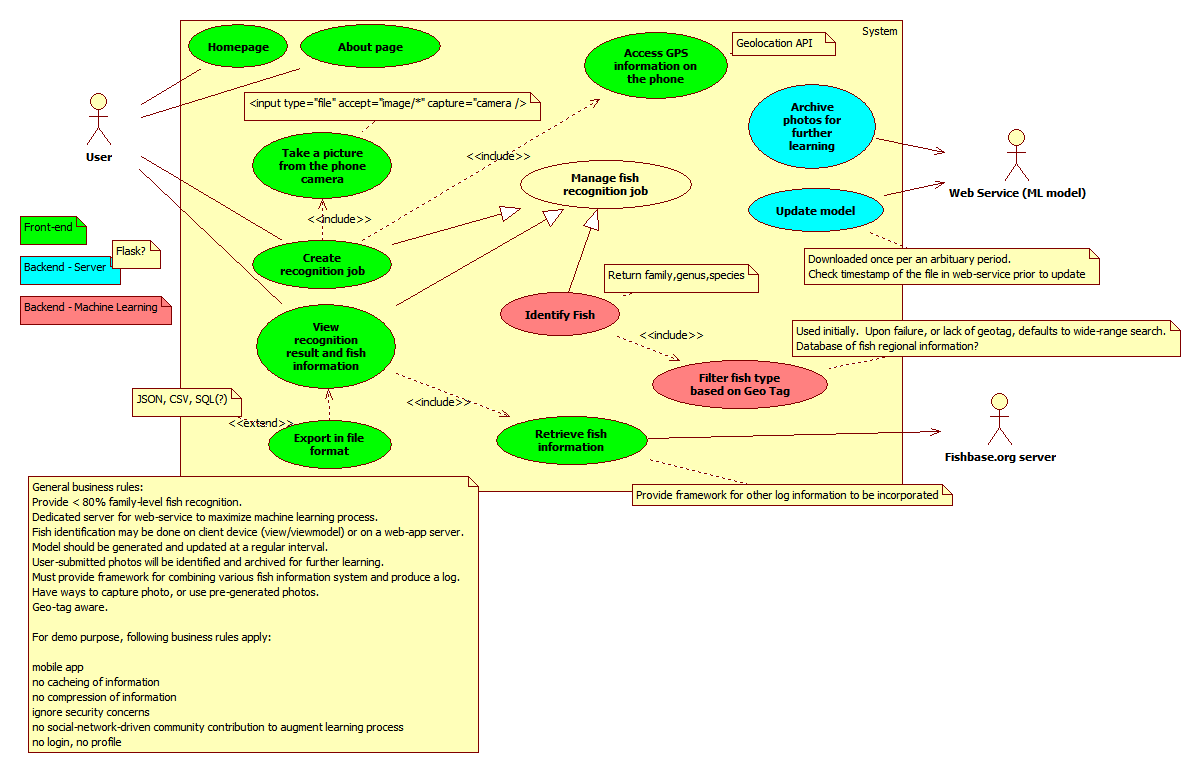 System
Homepage
About page
Access GPS
information on
the phone
Geolocation API
<input type="file" accept="image/*" capture="camera />
Archive
photos for
further
learning
User
Take a picture
from the phone
camera
<<include>>
Manage fish
recognition job
Web Service (ML model)
Update model
<<include>>
Front-end
Flask?
Backend - Server
Backend - Machine Learning
Create
recognition job
Downloaded once per an arbituary period.
Check timestamp of the file in web-service prior to update
Return family,genus,species
Identify Fish
View
recognition
result and fish
information
<<include>>
Used initially.  Upon failure, or lack of geotag, defaults to wide-range search.
Database of fish regional information?
Filter fish type
based on Geo Tag
JSON, CSV, SQL(?)
<<include>>
<<extend>>
Export in file
format
Retrieve fish
information
Fishbase.org server
Provide framework for other log information to be incorporated
General business rules:
Provide < 80% family-level fish recognition.
Dedicated server for web-service to maximize machine learning process.
Fish identification may be done on client device (view/viewmodel) or on a web-app server.
Model should be generated and updated at a regular interval.
User-submitted photos will be identified and archived for further learning.
Must provide framework for combining various fish information system and produce a log.
Have ways to capture photo, or use pre-generated photos.
Geo-tag aware.
For demo purpose, following business rules apply:
mobile app
no cacheing of information
no compression of information
ignore security concerns
no social-network-driven community contribution to augment learning process
no login, no profile